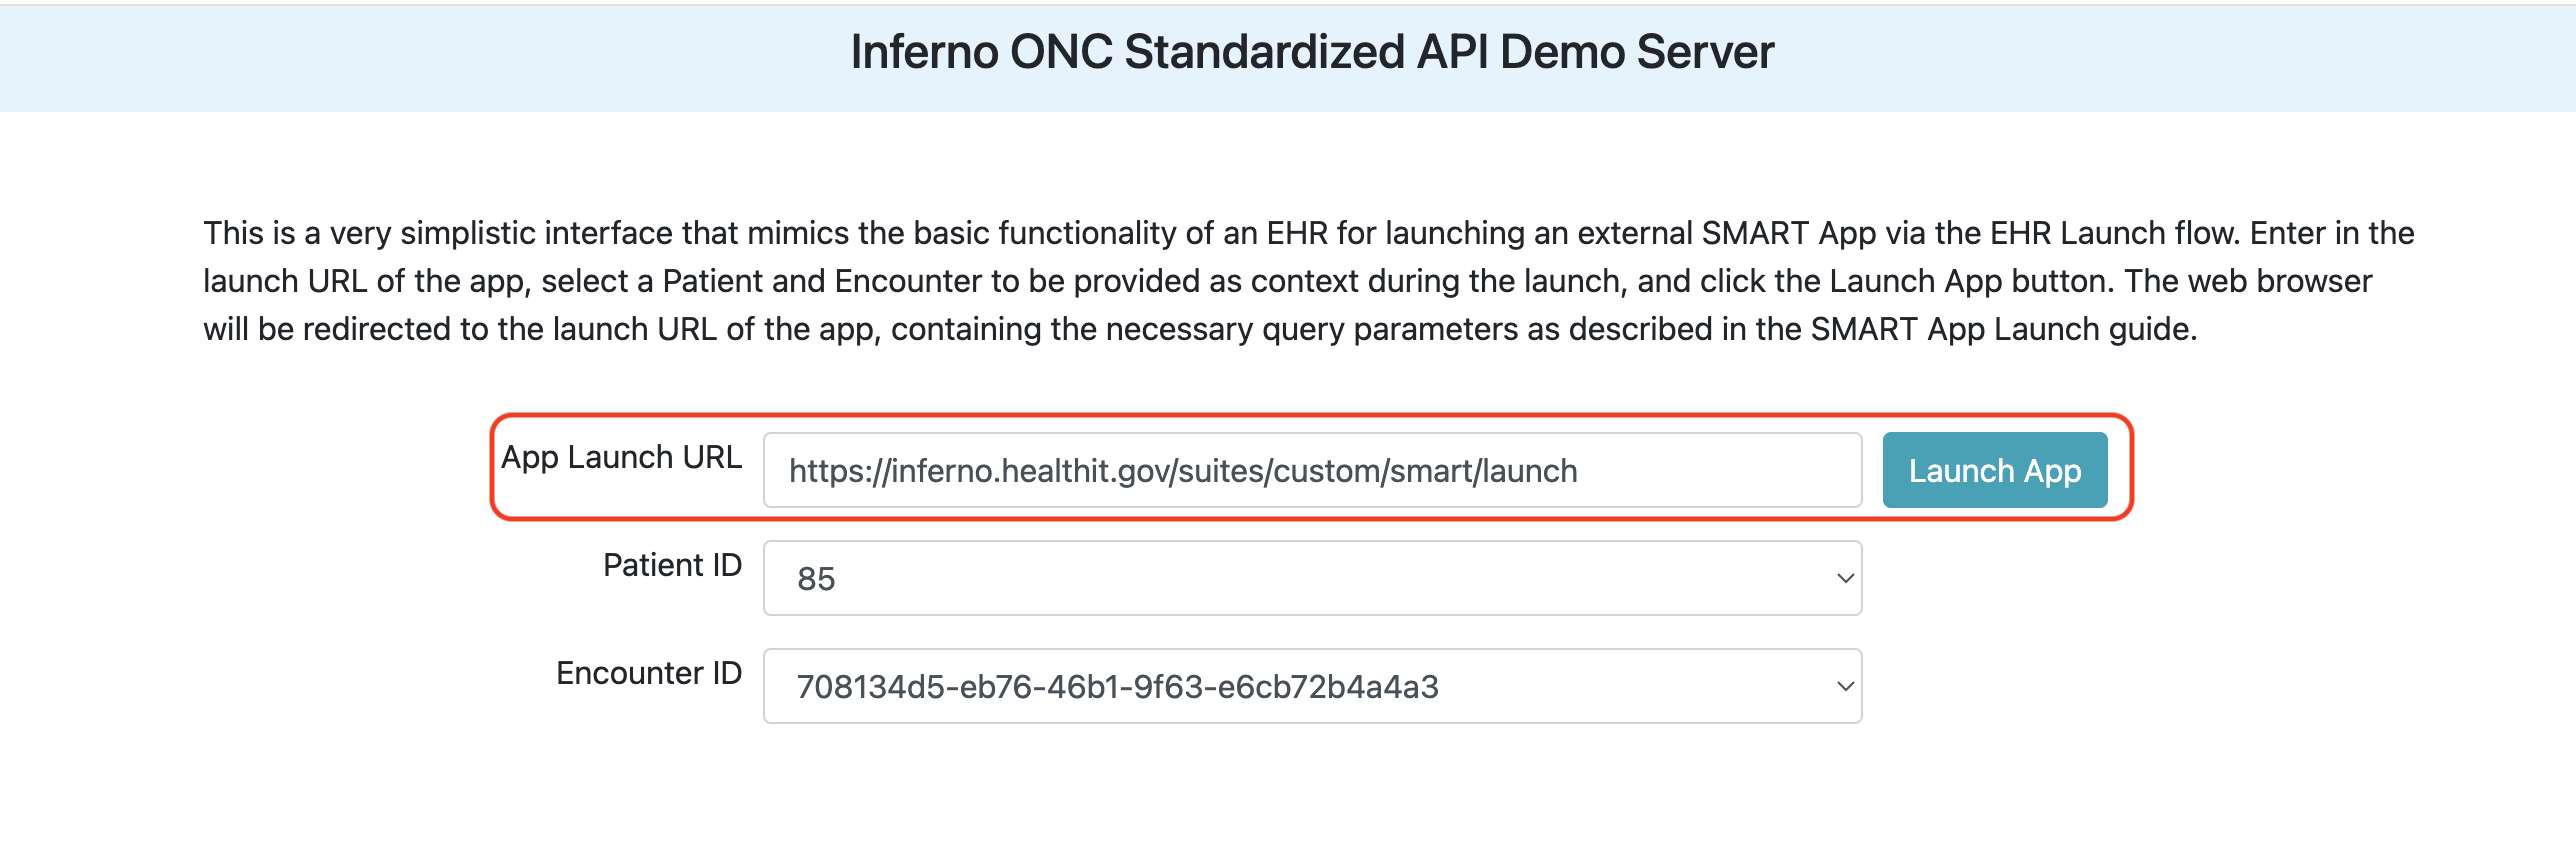 Inferno ONC Standardized API Demo Server
This is a very simplistic interface that mimics the basic functionality of an EHR for launching an external SMART App via the EHR Launch flow. Enter in the
launch URL of the app, select a Patient and Encounter to be provided as context during the launch, and click the Launch App button. The web browser
will be redirected to the launch URL of the app, containing the necessary query parameters as described in the SMART App Launch guide.
App Launch URL https://inferno.healthit.gov/suites/custom/smart/launch Launch App
Patient ID 85
Encounter ID 708134d5-eb76-46b1-9f63-e6cb72b4a4a3